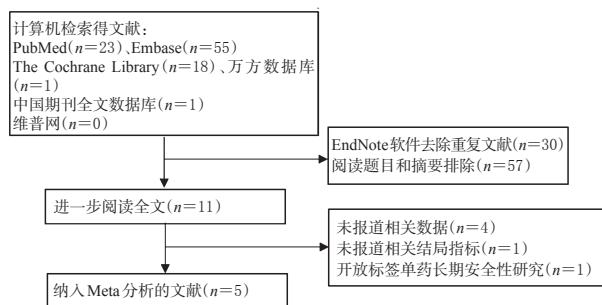 计算机检索得文献：
PubMed(n=23)、Embase(n=55)
The Cochrane Library(n=18)、万方数据库
(n=1)
中国期刊全文数据库(n=1)
维普网(n=0)
EndNote软件去除重复文献(n=30)
阅读题目和摘要排除(n=57)
进一步阅读全文(n=11)
未报道相关数据(n=4)
未报道相关结局指标(n=1)
开放标签单药长期安全性研究(n=1)
纳入Meta分析的文献(n=5)